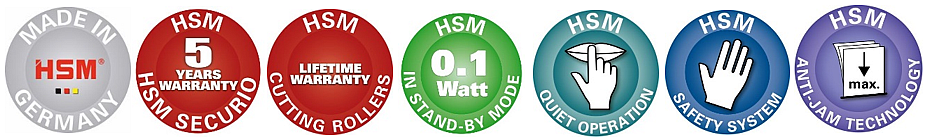 MADE IN
HSM®
GERMANY
HSM
5
YEARS
WARRANTY
HSM SECURIO
HSM
LIFETIME
WARRANTY
CUTTING ROLLERS
HSM
0.1
Watt
IN STAND-BY MODE
HSM
QUIET OPERATION
HSM
SAFETY SYSTEM
HSM
max.
ANTI-JAM TECHNOLOGY